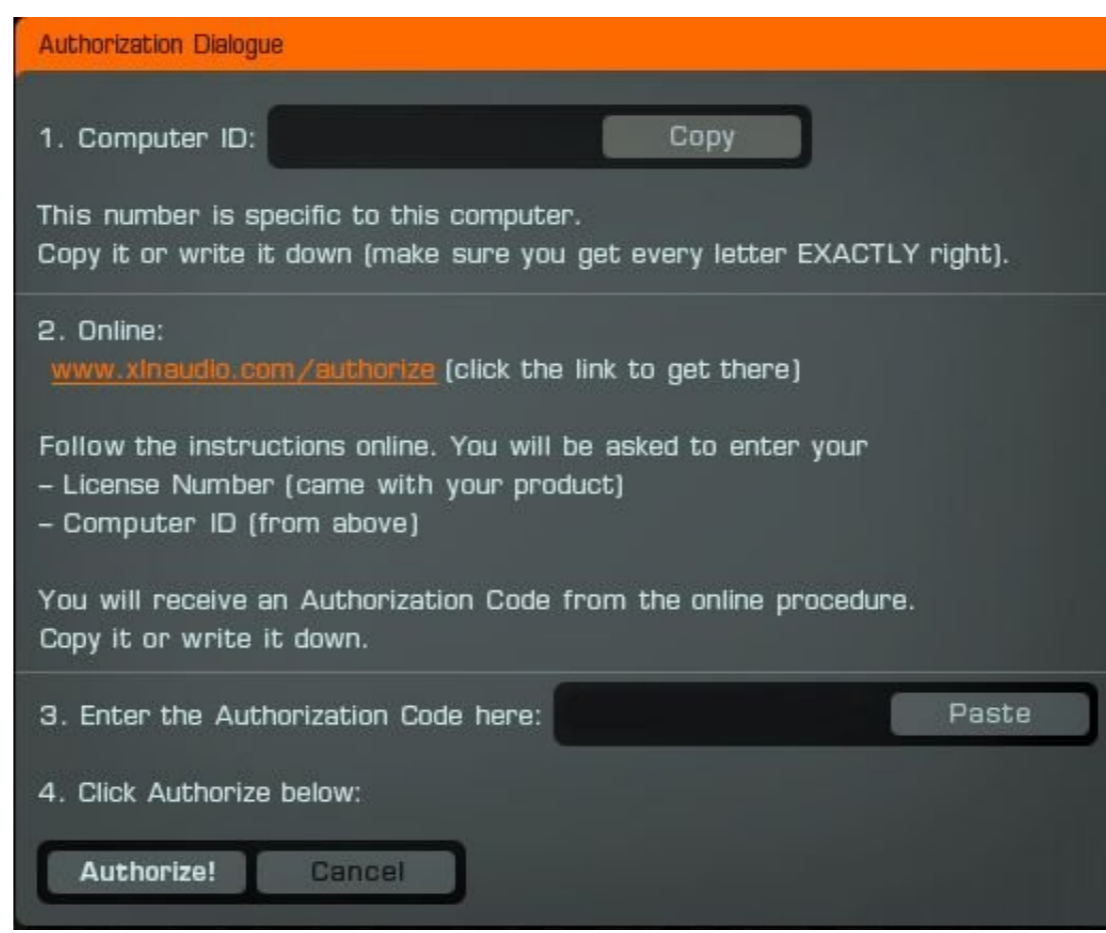 Authorization Dialogue
1. Computer ID: Copy
This number is specific to this computer.
Copy it or write it down (make sure you get every letter EXACTLY right).
2. Online:
www.xlnaudio.com/authorize (click the link to get there)
Follow the instructions online. You will be asked to enter your
– License Number (came with your product)
– Computer ID (from above)
You will receive an Authorization Code from the online procedure.
Copy it or write it down.
3. Enter the Authorization Code here: Paste
4. Click Authorize below:
Authorize! Cancel